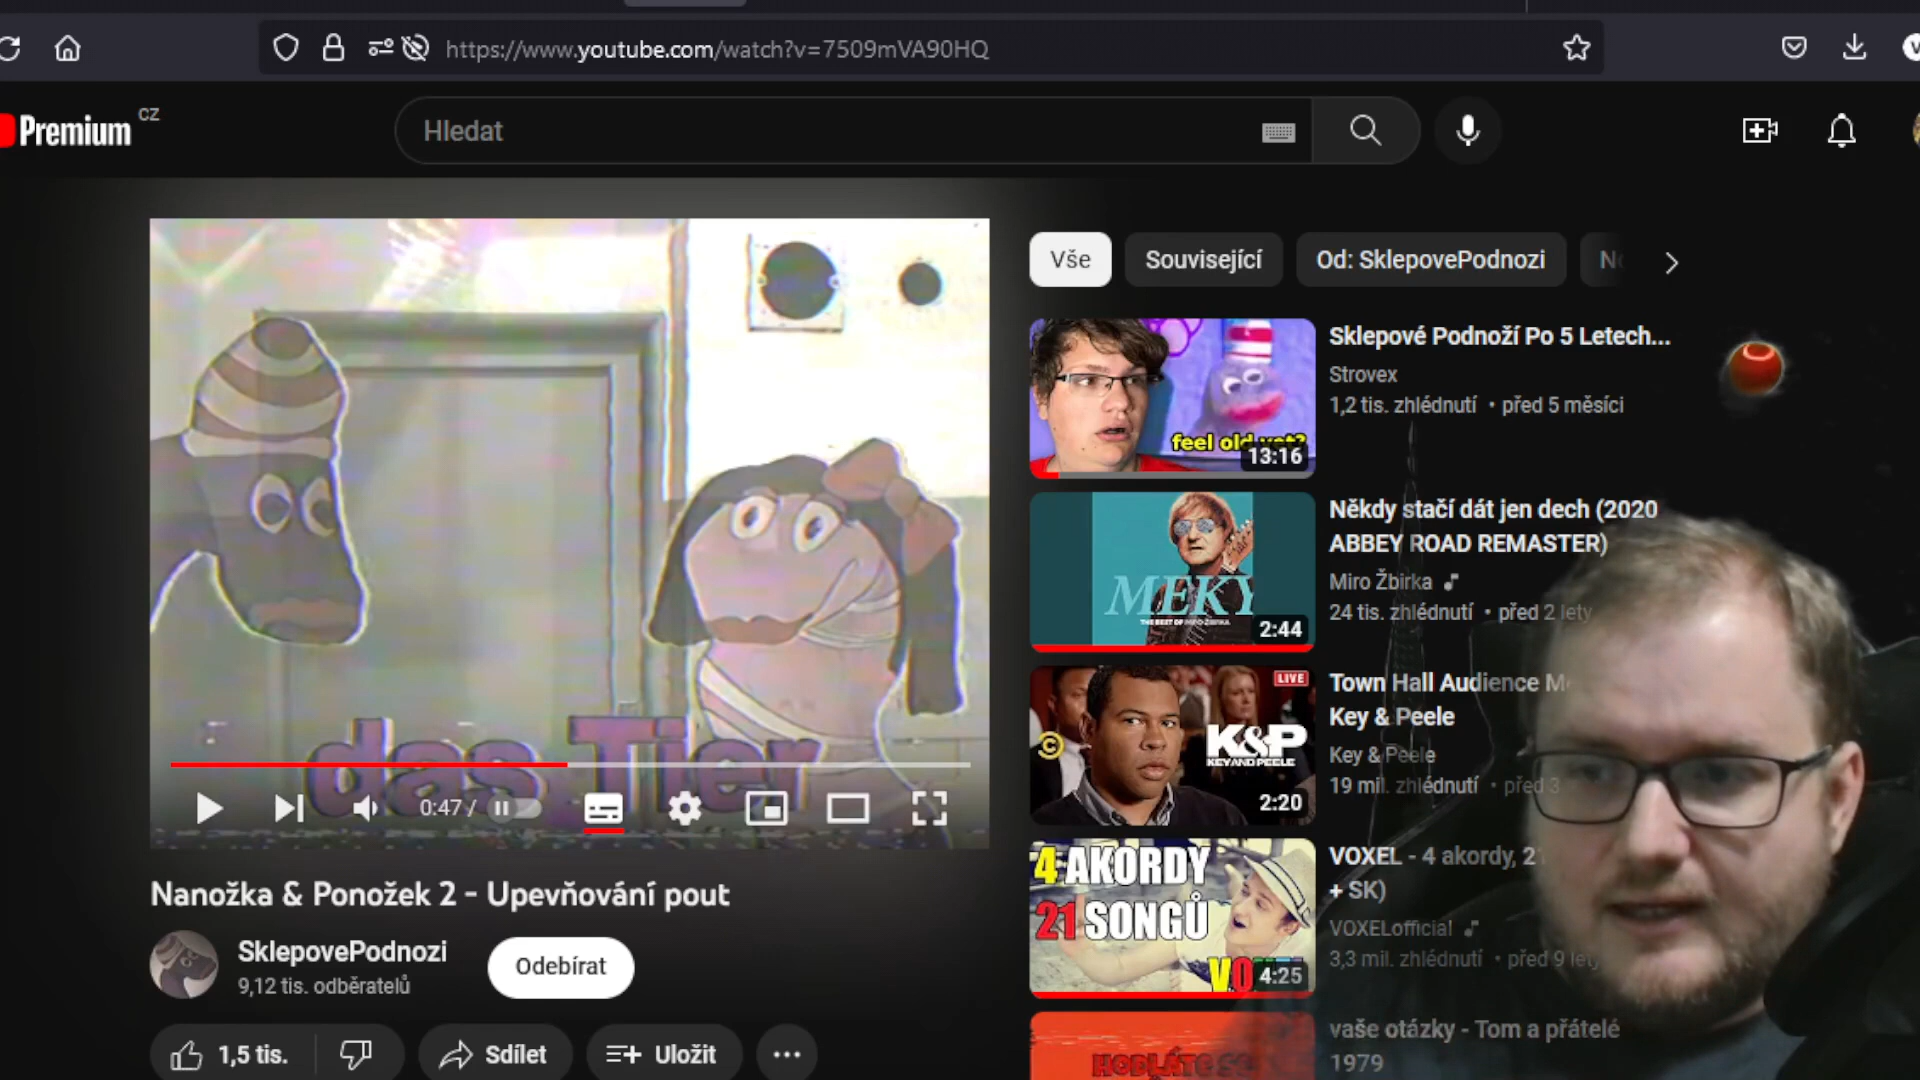 https://www.youtube.com/watch?v=7509mVA90HQ
Premium CZ
Hledat
das Tier
0:47 /
Nanožka & Ponožek 2 - Upevňování pout
SklepovePodnozi
9,12 tis. odběratelů
Odebírat
1,5 tis.
Sdílet
Uložit
Vše
Související
Od: SklepovePodnozi
feel old yet?
13:16
Sklepové Podnoží Po 5 Letech...
Strovex
1,2 tis. zhlédnutí • před 5 měsíci
MEKY
THE BEST OF MIRO ŽBIRKA
2:44
Někdy stačí dát jen dech (2020
ABBEY ROAD REMASTER)
Miro Žbirka
24 tis. zhlédnutí • před 2 lety
LIVE
K&P
KEY AND PEELE
2:20
Town Hall Audience
Key & Peele
Key & Peele
19 mil. zhlédnutí • před 3
4 AKORDY
21 SONGŮ
4:25
VOXEL - 4 akordy, 21
+ SK)
VOXELofficial
3,3 mil. zhlédnutí • před 9 lety
vaše otázky - Tom a přátelé
1979